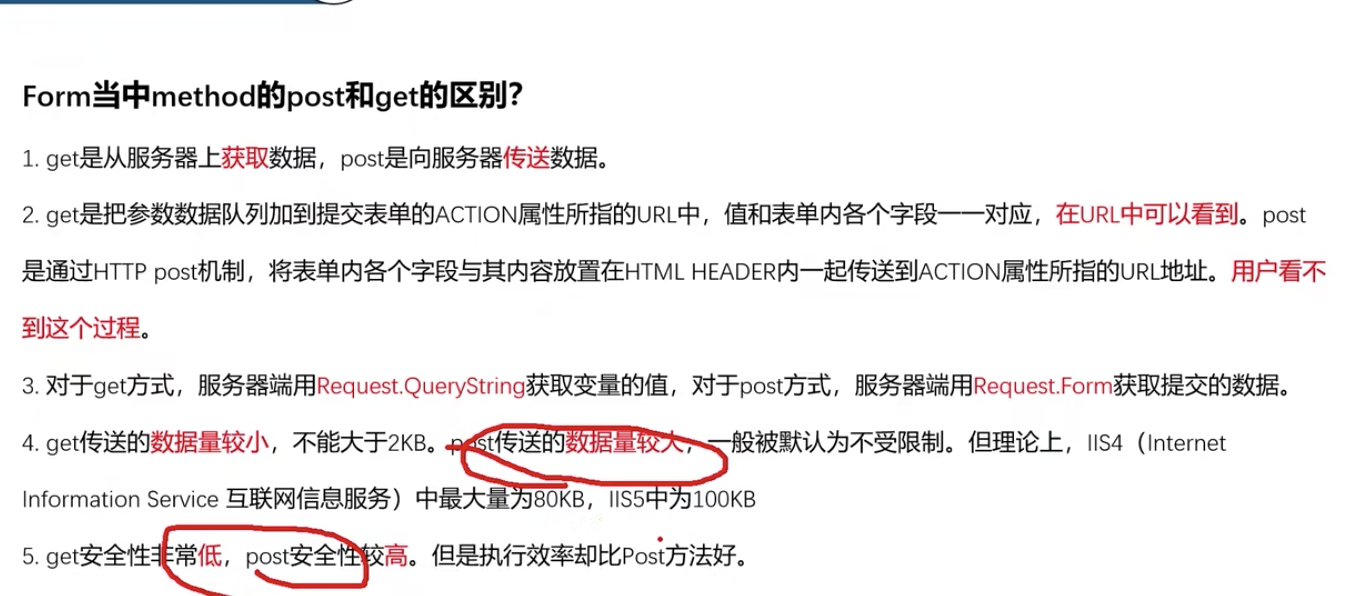 Form当中method的post和get的区别？
1. get是从服务器上获取数据，post是向服务器传送数据。
2. get是把参数数据队列加到提交表单的ACTION属性所指的URL中，值和表单内各个字段一一对应，在URL中可以看到。post
是通过HTTP post机制，将表单内各个字段与其内容放置在HTML HEADER内一起传送到ACTION属性所指的URL地址。用户看不
到这个过程。
3. 对于get方式，服务器端用Request.QueryString获取变量的值，对于post方式，服务器端用Request.Form获取提交的数据。
4. get传送的数据量较小，不能大于2KB。post传送的数据量较大，一般被默认为不受限制。但理论上，IIS4（Internet
Information Service 互联网信息服务）中最大量为80KB，IIS5中为100KB
5. get安全性非常低，post安全性较高。但是执行效率却比Post方法好。